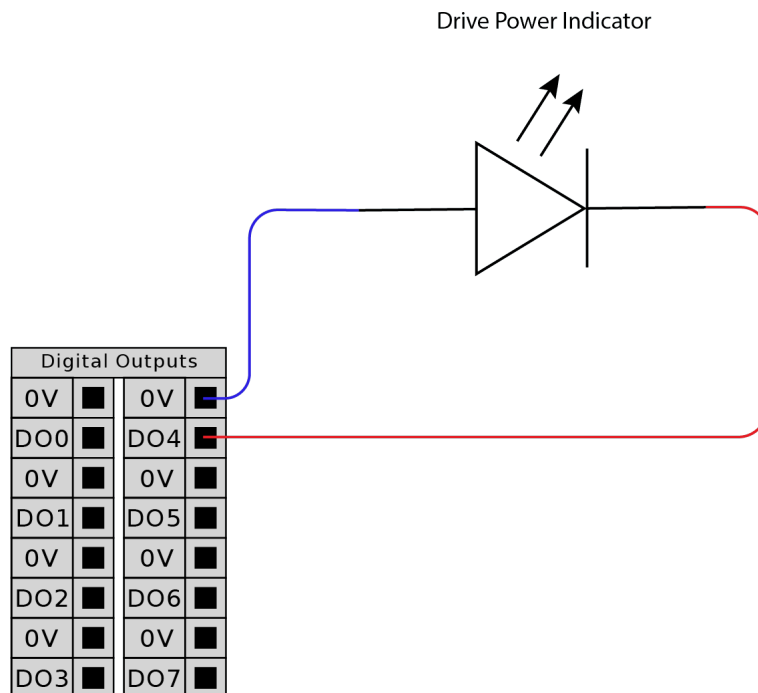 Drive Power Indicator
Digital Outputs
0V 0V
DO0 DO4
0V 0V
DO1 DO5
0V 0V
DO2 DO6
0V 0V
DO3 DO7